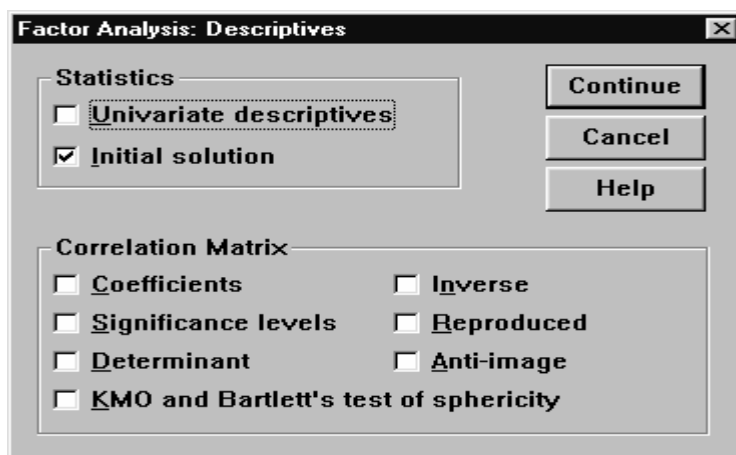 Factor Analysis: Descriptives
Statistics
Univariate descriptives
Initial solution
Continue
Cancel
Help
Correlation Matrix
Coefficients
Inverse
Significance levels
Reproduced
Determinant
Anti-image
KMO and Bartlett's test of sphericity